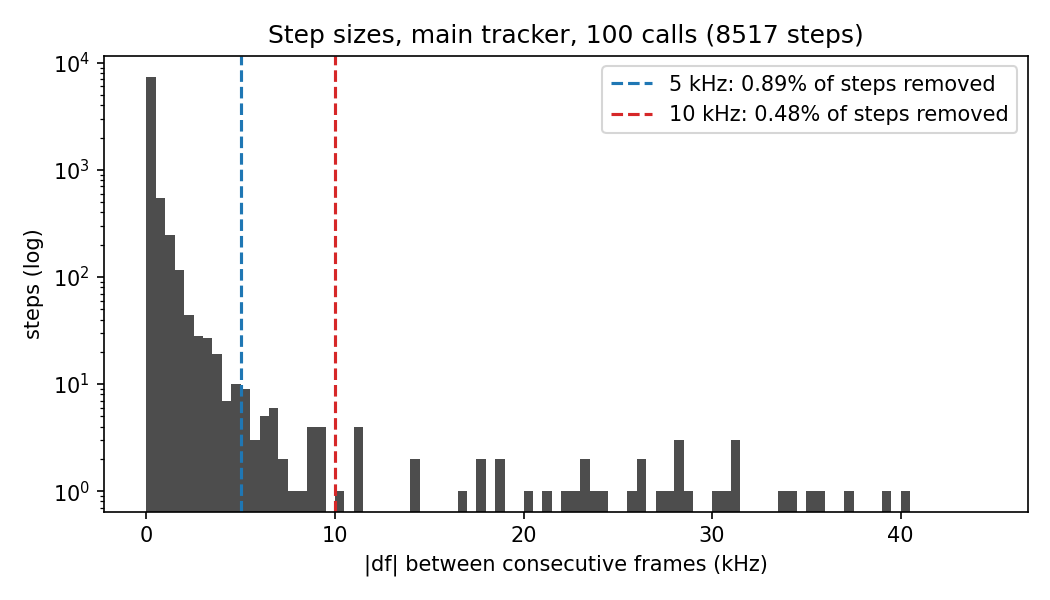 Step sizes, main tracker, 100 calls (8517 steps)
5 kHz: 0.89% of steps removed
10 kHz: 0.48% of steps removed
steps (log)
10⁴
10³
10²
10¹
10⁰
0 10 20 30 40
|df| between consecutive frames (kHz)